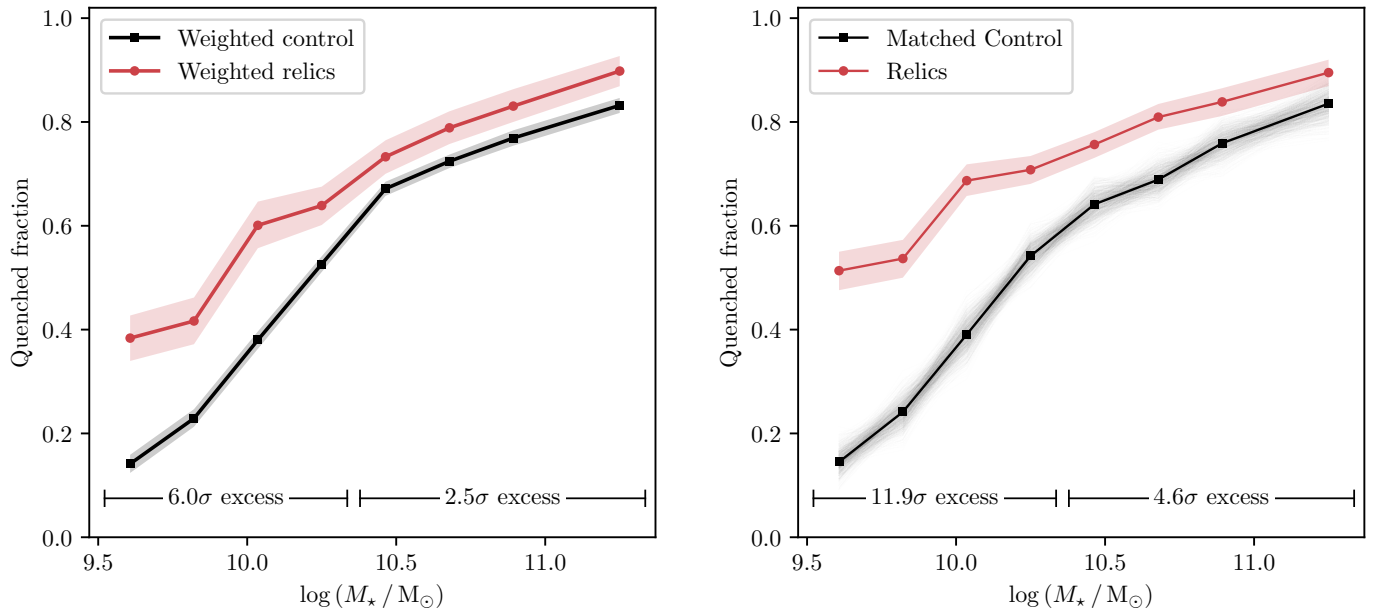 Weighted control
Weighted relics
Quenched fraction
1.0
0.8
0.6
0.4
0.2
0.0
6.0σ excess
2.5σ excess
9.5
10.0
10.5
11.0
log (M⋆ / M⊙)
Matched Control
Relics
Quenched fraction
1.0
0.8
0.6
0.4
0.2
0.0
11.9σ excess
4.6σ excess
9.5
10.0
10.5
11.0
log (M⋆ / M⊙)